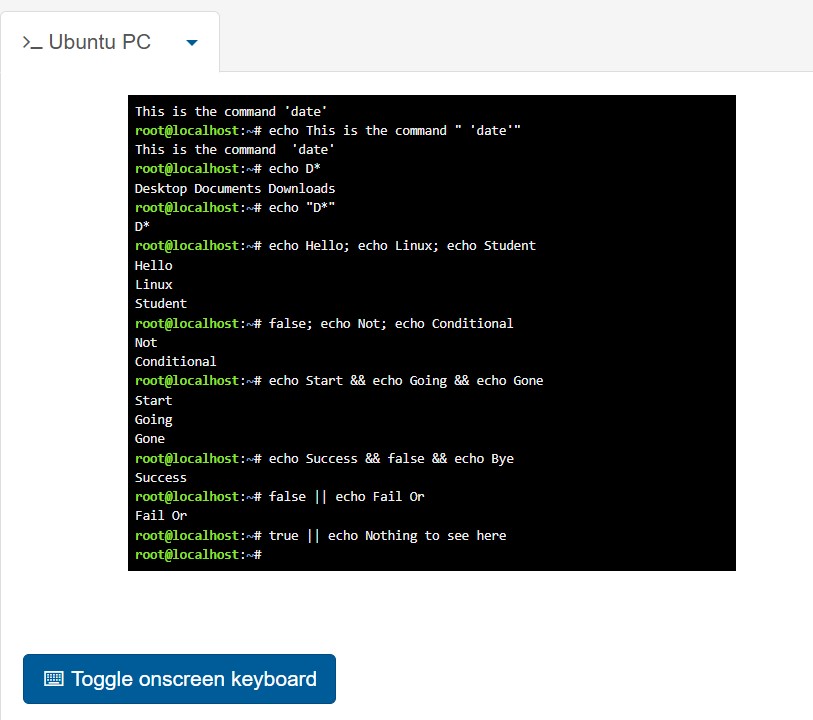 >_ Ubuntu PC
This is the command 'date'
root@localhost:~# echo This is the command " 'date'"
This is the command  'date'
root@localhost:~# echo D*
Desktop Documents Downloads
root@localhost:~# echo "D*"
D*
root@localhost:~# echo Hello; echo Linux; echo Student
Hello
Linux
Student
root@localhost:~# false; echo Not; echo Conditional
Not
Conditional
root@localhost:~# echo Start && echo Going && echo Gone
Start
Going
Gone
root@localhost:~# echo Success && false && echo Bye
Success
root@localhost:~# false || echo Fail Or
Fail Or
root@localhost:~# true || echo Nothing to see here
root@localhost:~#
Toggle onscreen keyboard